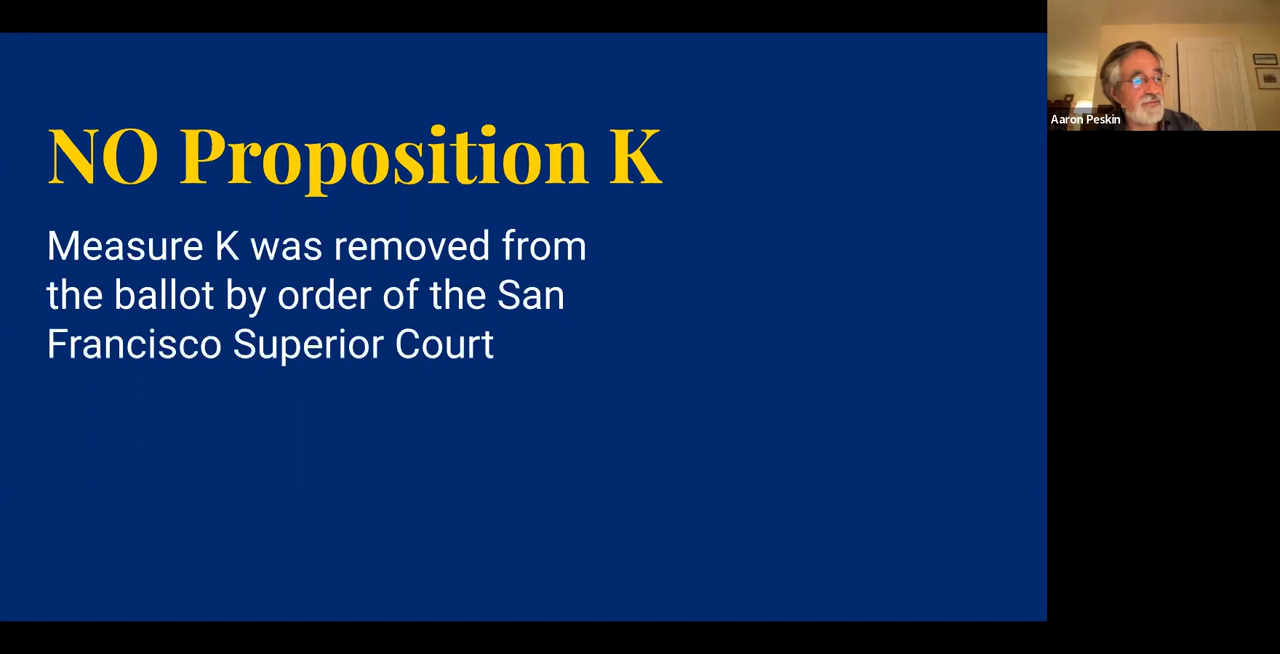 NO Proposition K
Measure K was removed from
the ballot by order of the San
Francisco Superior Court
Aaron Peskin